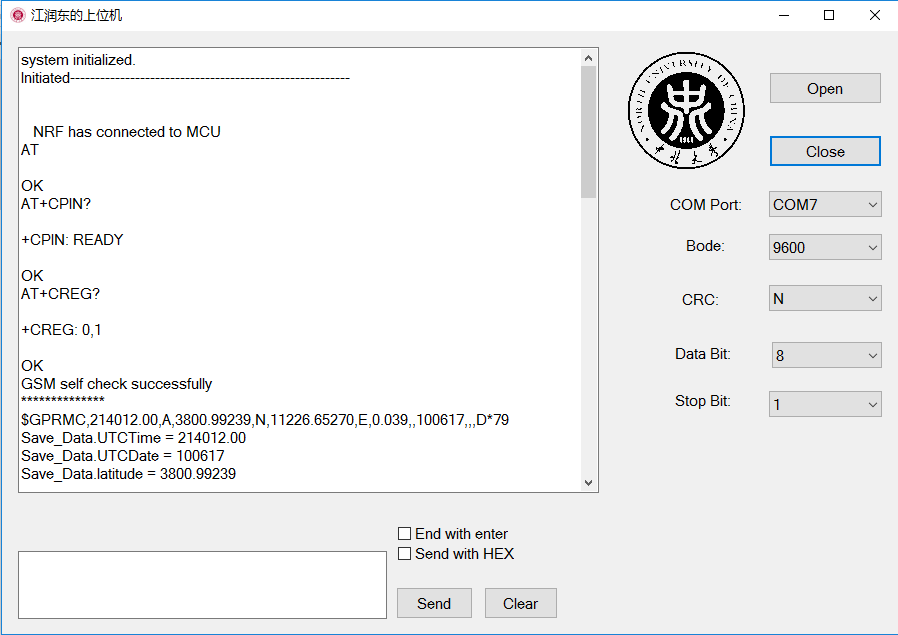 江润东的上位机
system initialized.
Initiated--------------------------------------------------------
NRF has connected to MCU
AT
OK
AT+CPIN?
+CPIN: READY
OK
AT+CREG?
+CREG: 0,1
OK
GSM self check successfully
**************
$GPRMC,214012.00,A,3800.99239,N,11226.65270,E,0.039,,100617,,,D*79
Save_Data.UTCTime = 214012.00
Save_Data.UTCDate = 100617
Save_Data.latitude = 3800.99239
NORTH UNIVERSITY OF CHINA
1941
中北大学
Open
Close
COM Port: COM7
Bode: 9600
CRC: N
Data Bit: 8
Stop Bit: 1
End with enter
Send with HEX
Send Clear